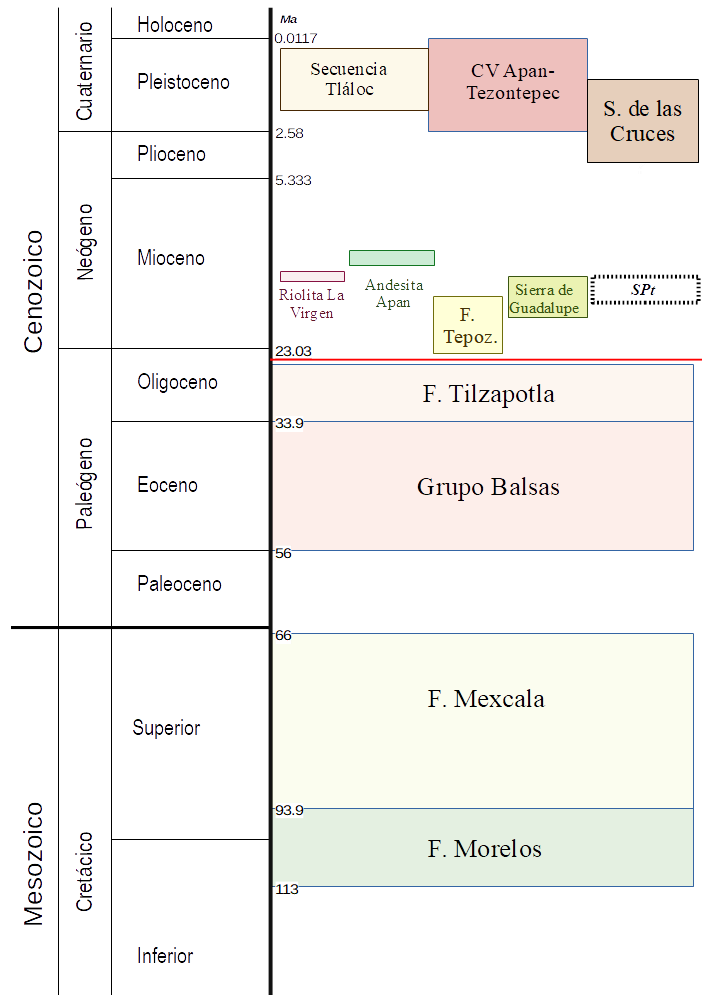 Ma
Holoceno
0.0117
Cuaternario
Pleistoceno
Secuencia
Tláloc
CV Apan-
Tezontepec
S. de las
Cruces
2.58
Plioceno
5.333
Cenozoico
Neógeno
Mioceno
Riolita La
Virgen
Andesita
Apan
F.
Tepoz.
Sierra de
Guadalupe
SPt
23.03
Oligoceno
F. Tilzapotla
33.9
Paleógeno
Eoceno
Grupo Balsas
56
Paleoceno
66
F. Mexcala
Superior
93.9
Mesozoico
Cretácico
F. Morelos
113
Inferior